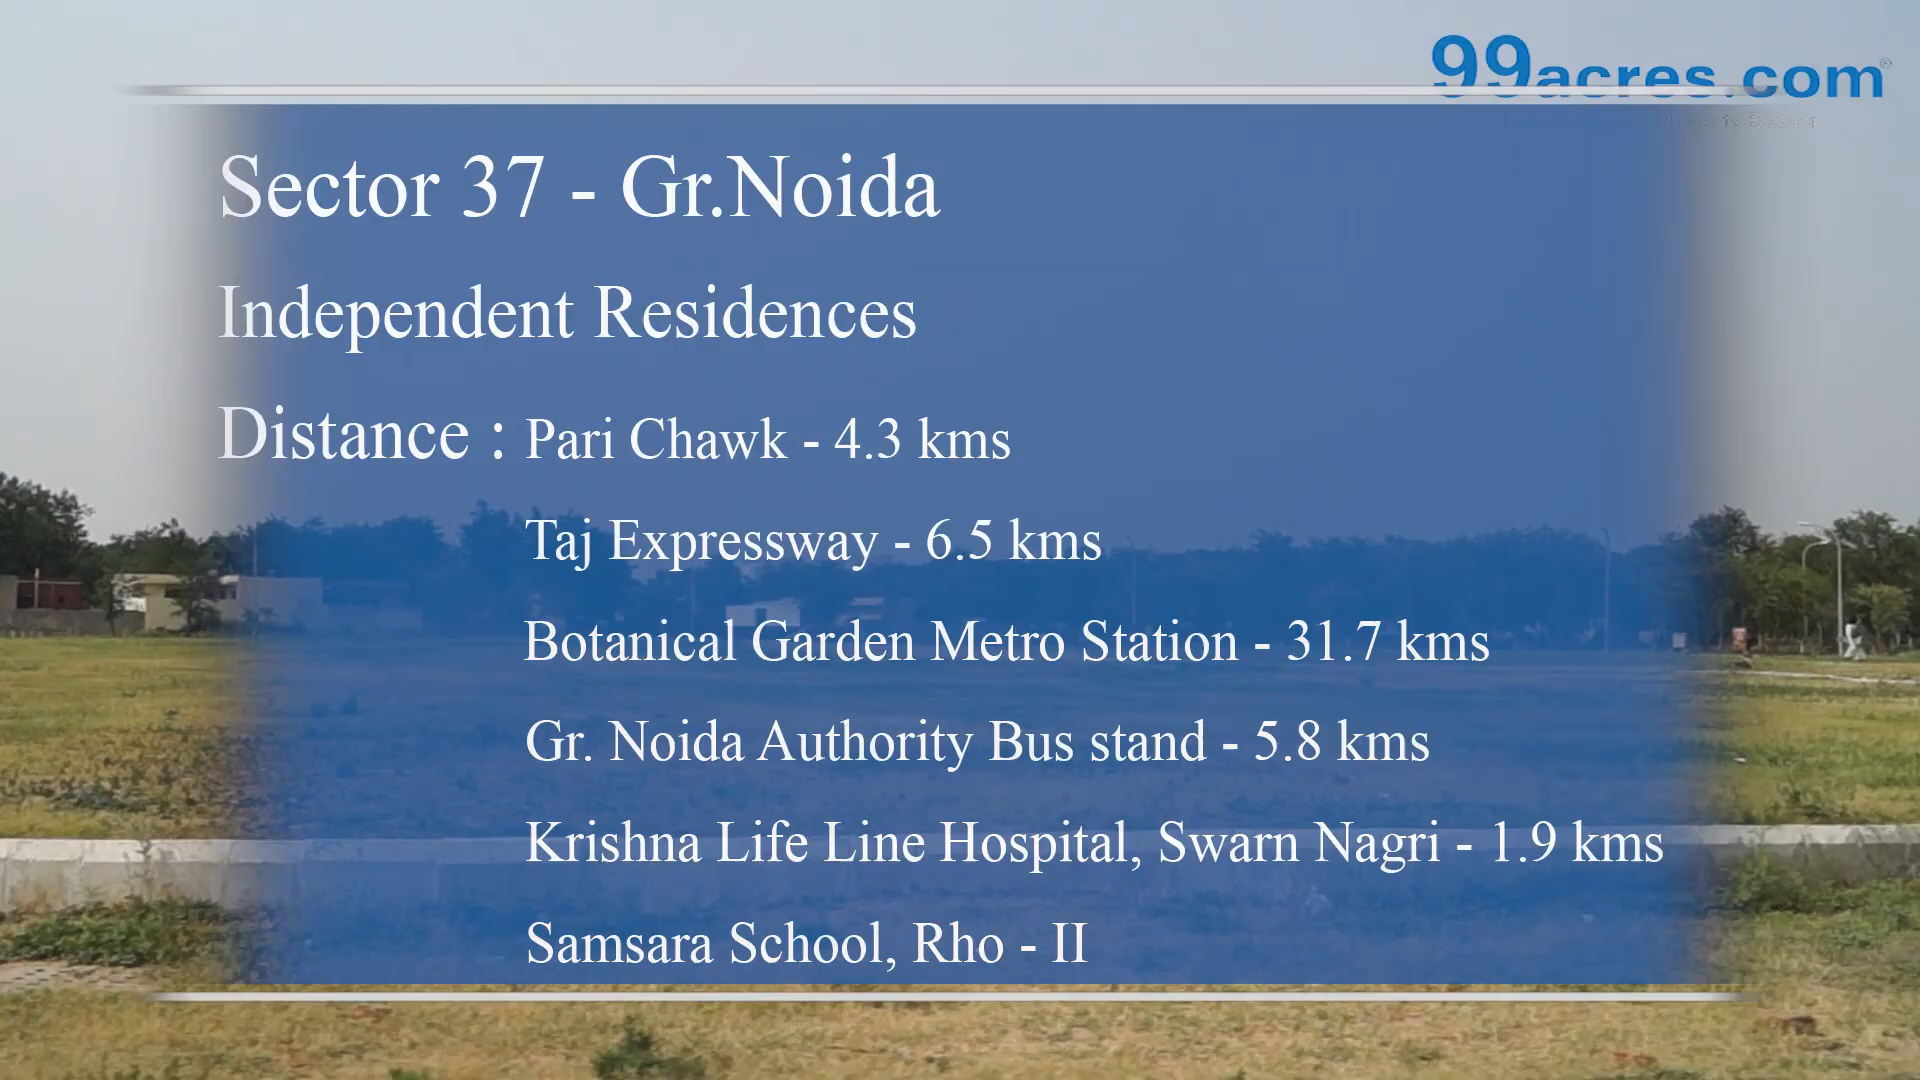 99acres.com
Sector 37 - Gr.Noida
Independent Residences
Distance : Pari Chawk - 4.3 kms
Taj Expressway - 6.5 kms
Botanical Garden Metro Station - 31.7 kms
Gr. Noida Authority Bus stand - 5.8 kms
Krishna Life Line Hospital, Swarn Nagri - 1.9 kms
Samsara School, Rho - II